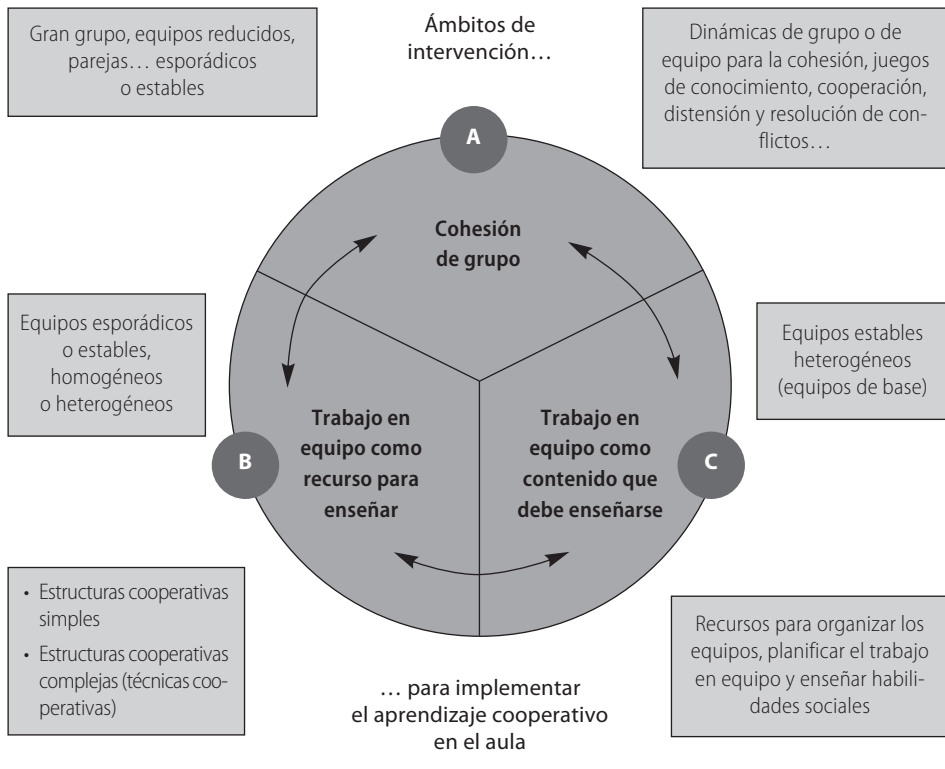 Gran grupo, equipos reducidos,
parejas… esporádicos
o estables
Ámbitos de
intervención…
Dinámicas de grupo o de
equipo para la cohesión, juegos
de conocimiento, cooperación,
distensión y resolución de con-
flictos…
A
Cohesión
de grupo
Equipos esporádicos
o estables,
homogéneos
o heterogéneos
Equipos estables
heterogéneos
(equipos de base)
B
Trabajo en
equipo como
recurso para
enseñar
Trabajo en
equipo como
contenido que
debe enseñarse
C
• Estructuras cooperativas
simples
• Estructuras cooperativas
complejas (técnicas coo-
perativas)
… para implementar
el aprendizaje cooperativo
en el aula
Recursos para organizar los
equipos, planificar el trabajo
en equipo y enseñar habili-
dades sociales